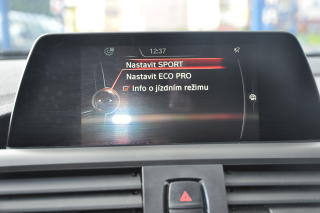 12:37
Nastavit SPORT
Nastavit ECO PRO
Info o jízdním režimu